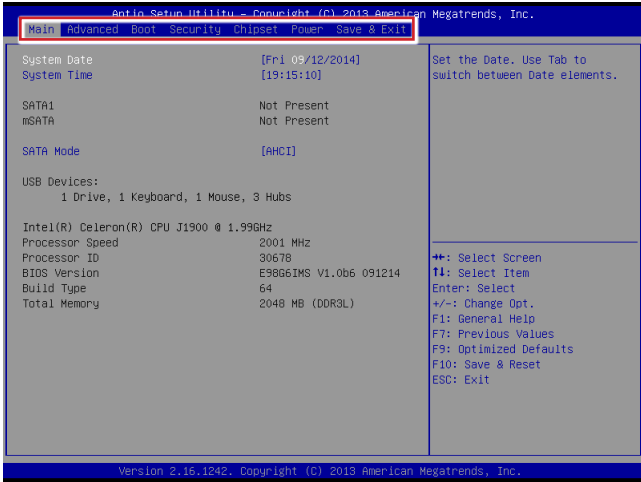 Aptio Setup Utility – Copyright (C) 2013 American Megatrends, Inc.
Main Advanced Boot Security Chipset Power Save & Exit
System Date [Fri 09/12/2014]
System Time [19:15:10]
SATA1 Not Present
mSATA Not Present
SATA Mode [AHCI]
USB Devices:
1 Drive, 1 Keyboard, 1 Mouse, 3 Hubs
Intel(R) Celeron(R) CPU J1900 @ 1.99GHz
Processor Speed 2001 MHz
Processor ID 30678
BIOS Version E98G6IMS V1.0b6 091214
Build Type 64
Total Memory 2048 MB (DDR3L)
Set the Date. Use Tab to
switch between Date elements.
→←: Select Screen
↑↓: Select Item
Enter: Select
+/-: Change Opt.
F1: General Help
F7: Previous Values
F9: Optimized Defaults
F10: Save & Reset
ESC: Exit
Version 2.16.1242. Copyright (C) 2013 American Megatrends, Inc.